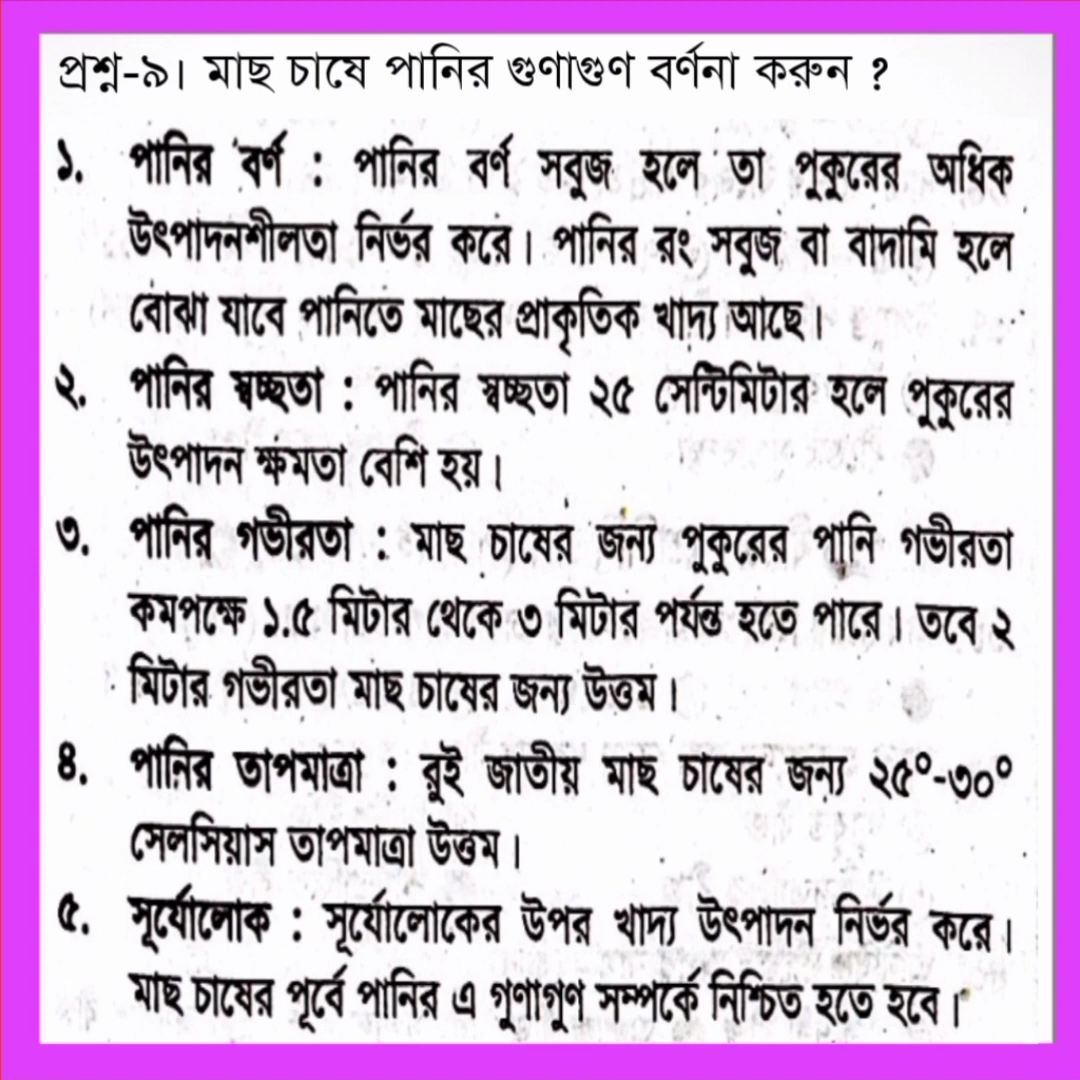 প্রশ্ন-৯। মাছ চাষে পানির গুণাগুণ বর্ণনা করুন ?
১. পানির বর্ণ : পানির বর্ণ সবুজ হলে তা পুকুরের অধিক
উৎপাদনশীলতা নির্ভর করে। পানির রং সবুজ বা বাদামি হলে
বোঝা যাবে পানিতে মাছের প্রাকৃতিক খাদ্য আছে।
২. পানির স্বচ্ছতা : পানির স্বচ্ছতা ২৫ সেন্টিমিটার হলে পুকুরের
উৎপাদন ক্ষমতা বেশি হয়।
৩. পানির গভীরতা : মাছ চাষের জন্য পুকুরের পানি গভীরতা
কমপক্ষে ১.৫ মিটার থেকে ৩ মিটার পর্যন্ত হতে পারে। তবে ২
মিটার গভীরতা মাছ চাষের জন্য উত্তম।
৪. পানির তাপমাত্রা : রুই জাতীয় মাছ চাষের জন্য ২৫°-৩০°
সেলসিয়াস তাপমাত্রা উত্তম।
৫. সূর্যোলোক : সূর্যোলোকের উপর খাদ্য উৎপাদন নির্ভর করে।
মাছ চাষের পূর্বে পানির এ গুণাগুণ সম্পর্কে নিশ্চিত হতে হবে।